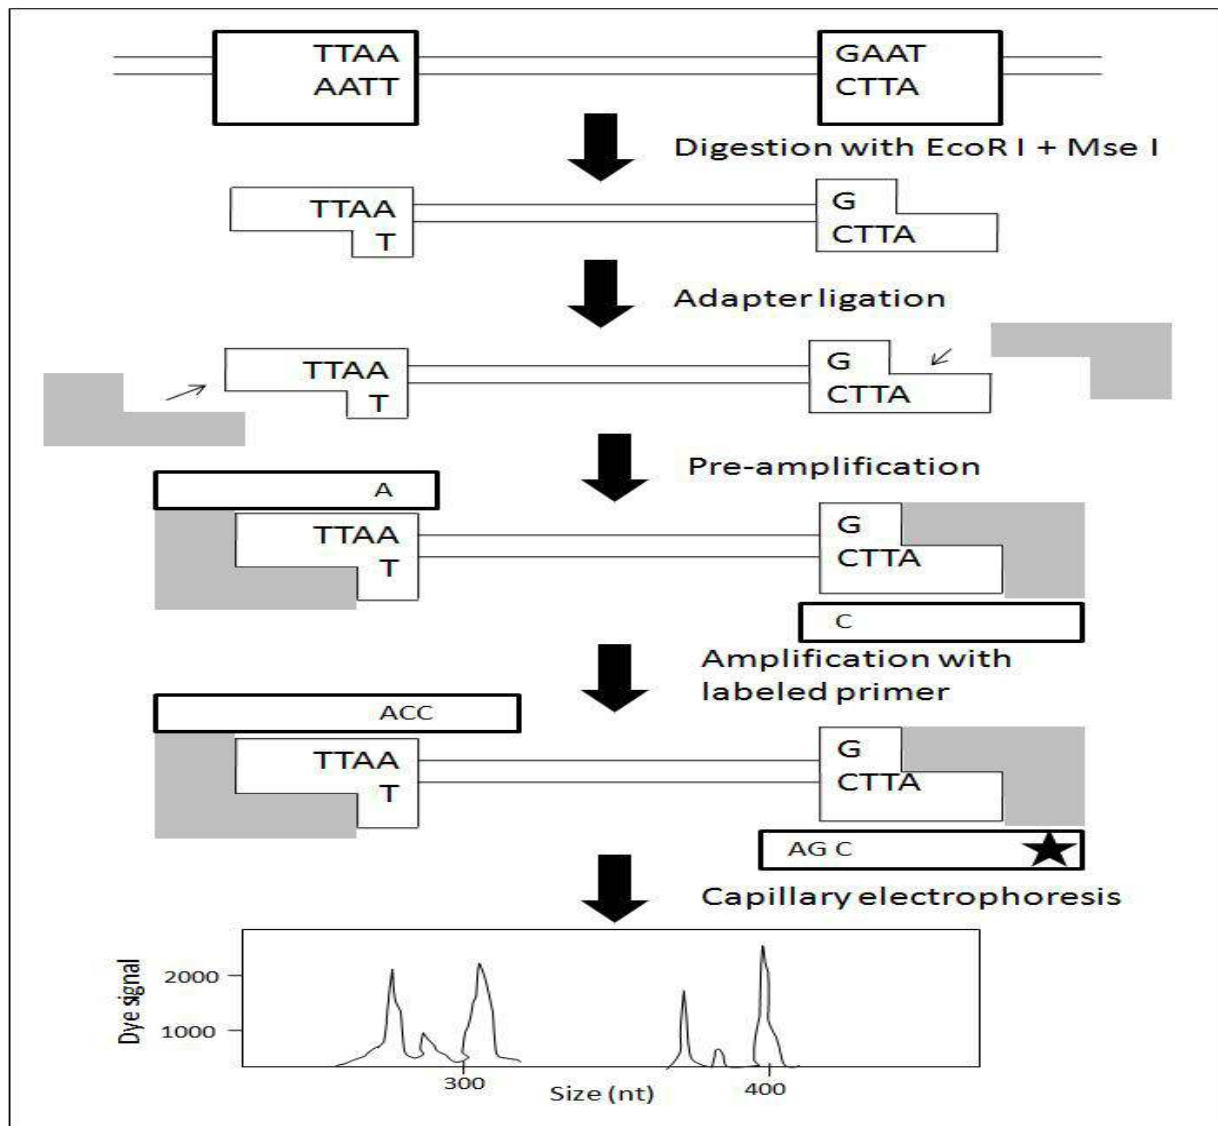 TTAA GAAT
AATT CTTA
Digestion with EcoR I + Mse I
TTAA G
T CTTA
Adapter ligation
TTAA G
T CTTA
Pre-amplification
A
TTAA G
T CTTA
C
Amplification with
labeled primer
ACC
TTAA G
T CTTA
AG C
Capillary electrophoresis
Dye signal
2000
1000
300 400
Size (nt)